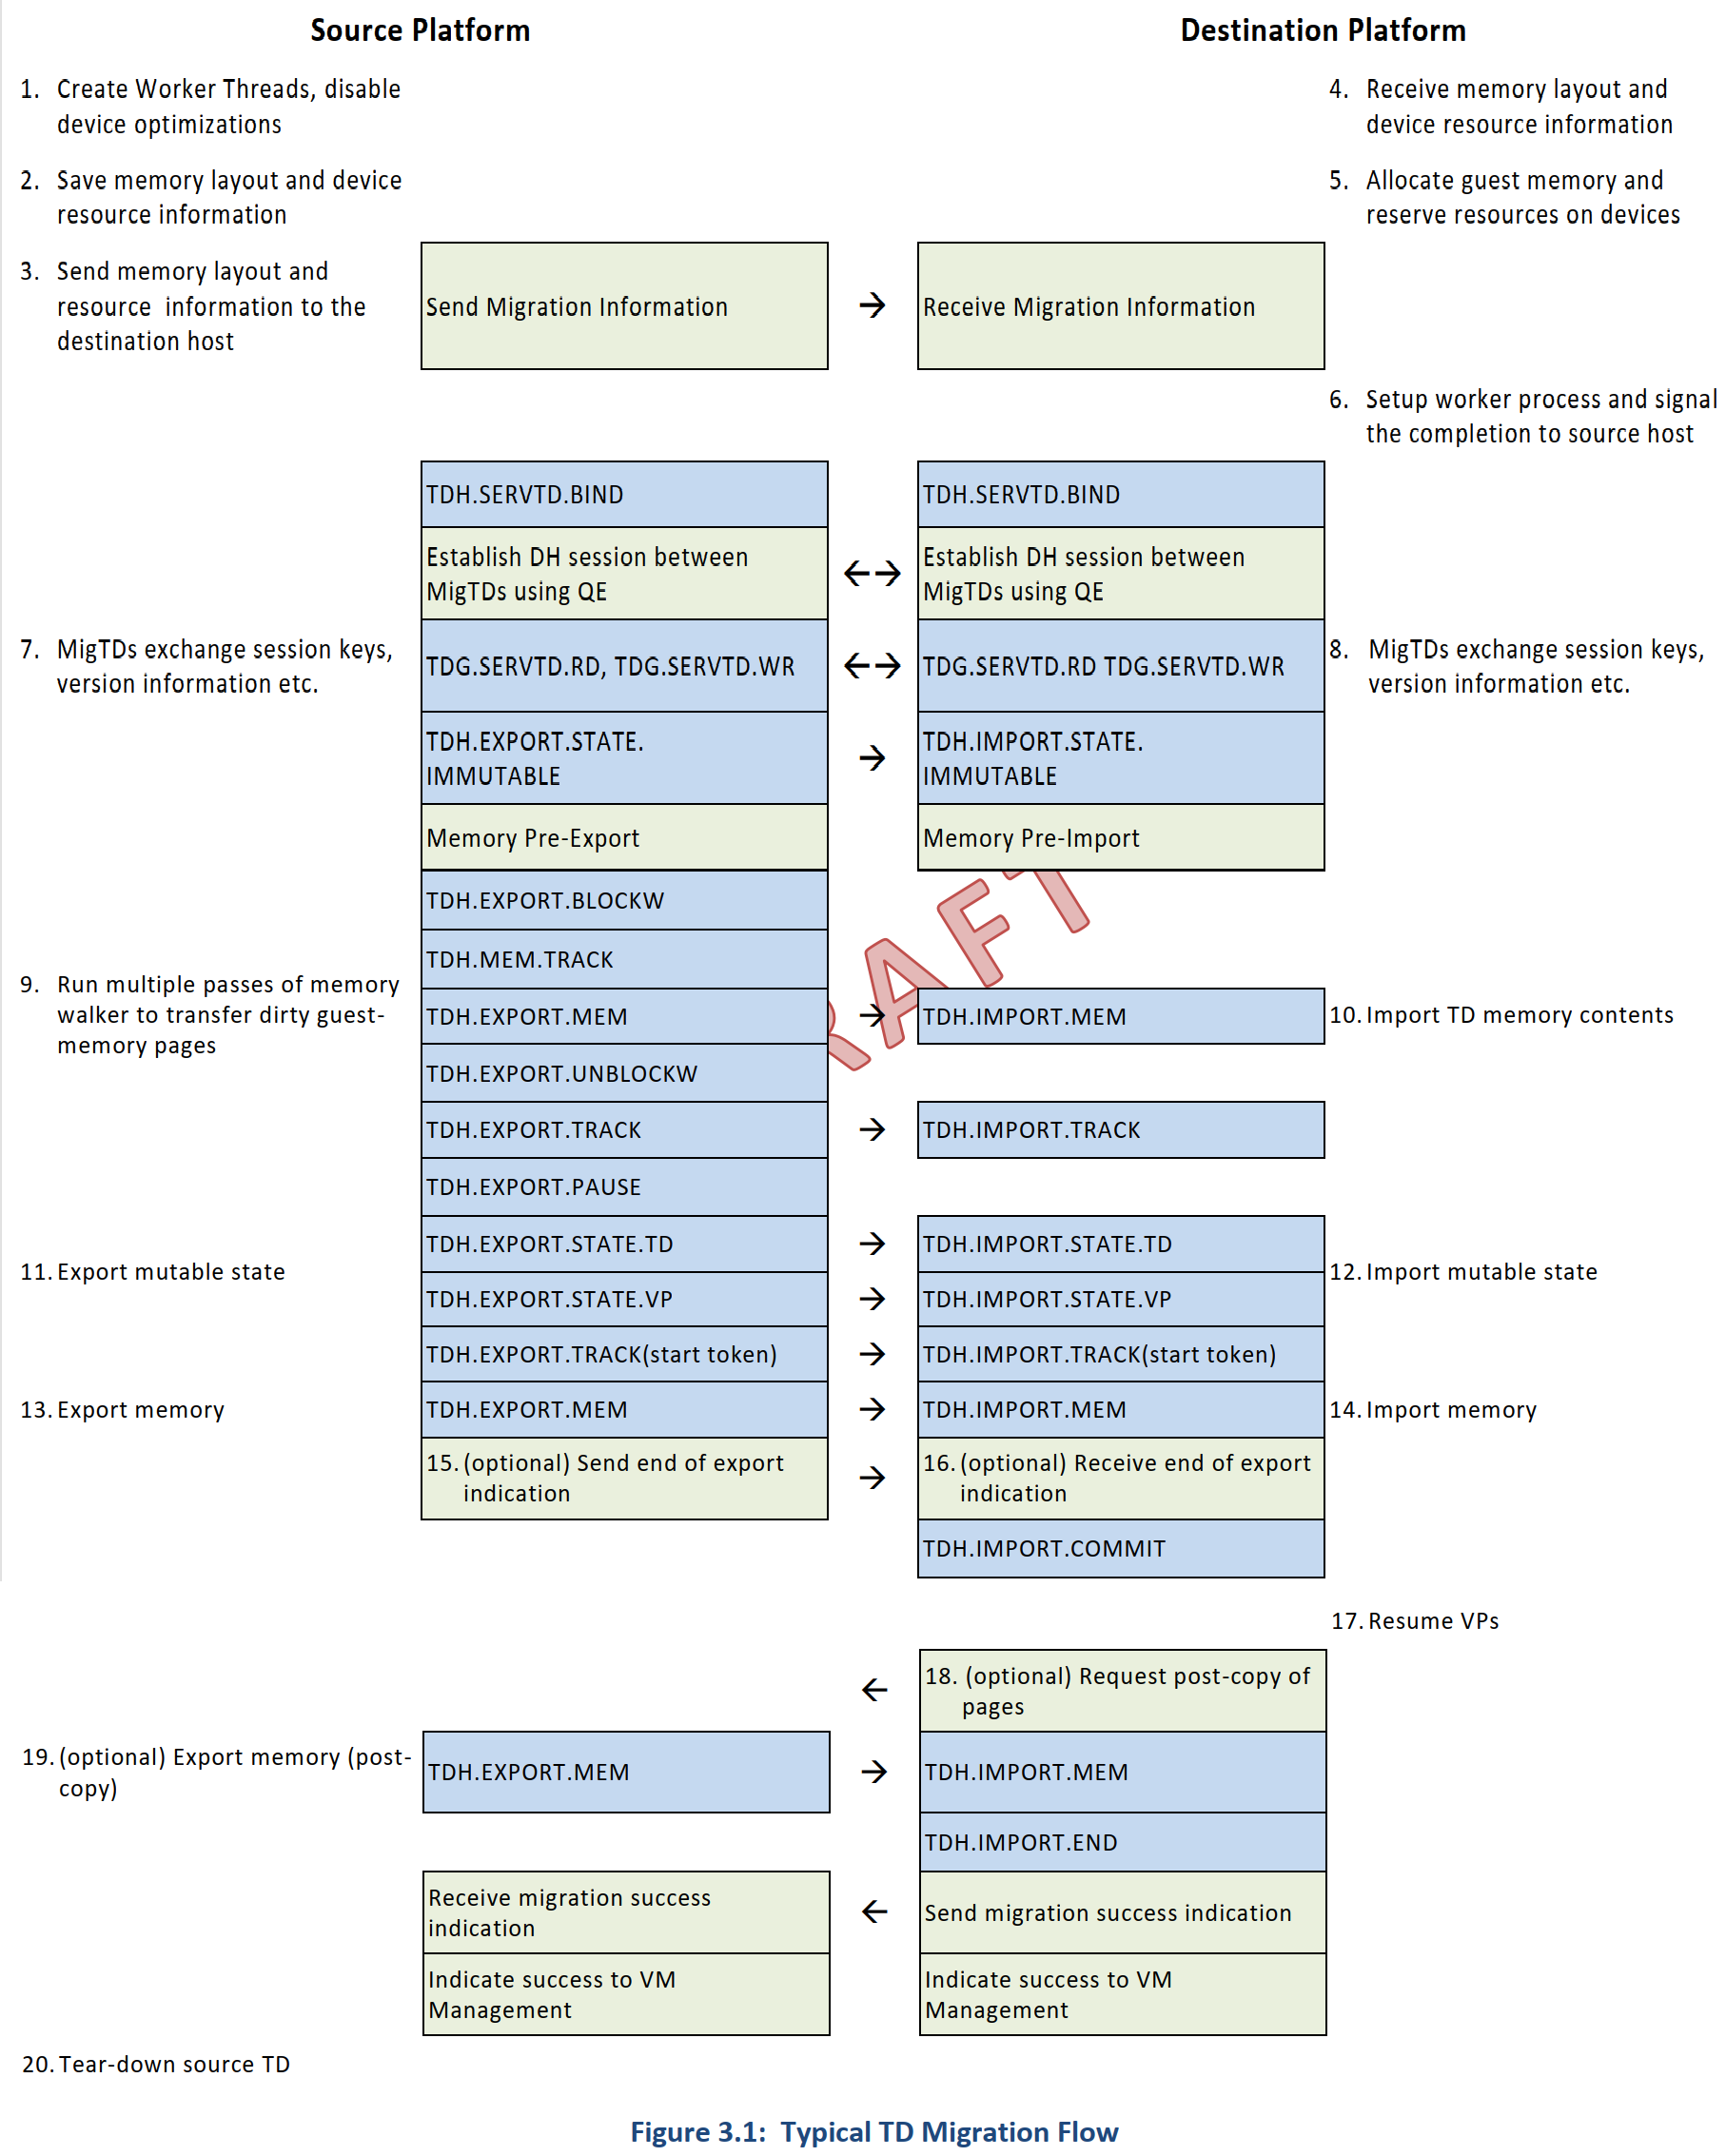 Source Platform
Destination Platform
1. Create Worker Threads, disable
device optimizations
4. Receive memory layout and
device resource information
2. Save memory layout and device
resource information
5. Allocate guest memory and
reserve resources on devices
3. Send memory layout and
resource information to the
destination host
Send Migration Information
→
Receive Migration Information
6. Setup worker process and signal
the completion to source host
TDH.SERVTD.BIND
TDH.SERVTD.BIND
Establish DH session between
MigTDs using QE
←→
Establish DH session between
MigTDs using QE
7. MigTDs exchange session keys,
version information etc.
TDG.SERVTD.RD, TDG.SERVTD.WR
←→
TDG.SERVTD.RD TDG.SERVTD.WR
8. MigTDs exchange session keys,
version information etc.
TDH.EXPORT.STATE.
IMMUTABLE
→
TDH.IMPORT.STATE.
IMMUTABLE
Memory Pre-Export
Memory Pre-Import
TDH.EXPORT.BLOCKW
TDH.MEM.TRACK
9. Run multiple passes of memory
walker to transfer dirty guest-
memory pages
TDH.EXPORT.MEM
→
TDH.IMPORT.MEM
10. Import TD memory contents
RAFT
TDH.EXPORT.UNBLOCKW
TDH.EXPORT.TRACK
→
TDH.IMPORT.TRACK
TDH.EXPORT.PAUSE
TDH.EXPORT.STATE.TD
→
TDH.IMPORT.STATE.TD
11. Export mutable state
12. Import mutable state
TDH.EXPORT.STATE.VP
→
TDH.IMPORT.STATE.VP
TDH.EXPORT.TRACK(start token)
→
TDH.IMPORT.TRACK(start token)
13. Export memory
TDH.EXPORT.MEM
→
TDH.IMPORT.MEM
14. Import memory
15. (optional) Send end of export
indication
→
16. (optional) Receive end of export
indication
TDH.IMPORT.COMMIT
17. Resume VPs
←
18. (optional) Request post-copy of
pages
19. (optional) Export memory (post-
copy)
TDH.EXPORT.MEM
→
TDH.IMPORT.MEM
TDH.IMPORT.END
Receive migration success
indication
←
Send migration success indication
Indicate success to VM
Management
Indicate success to VM
Management
20. Tear-down source TD
Figure 3.1: Typical TD Migration Flow